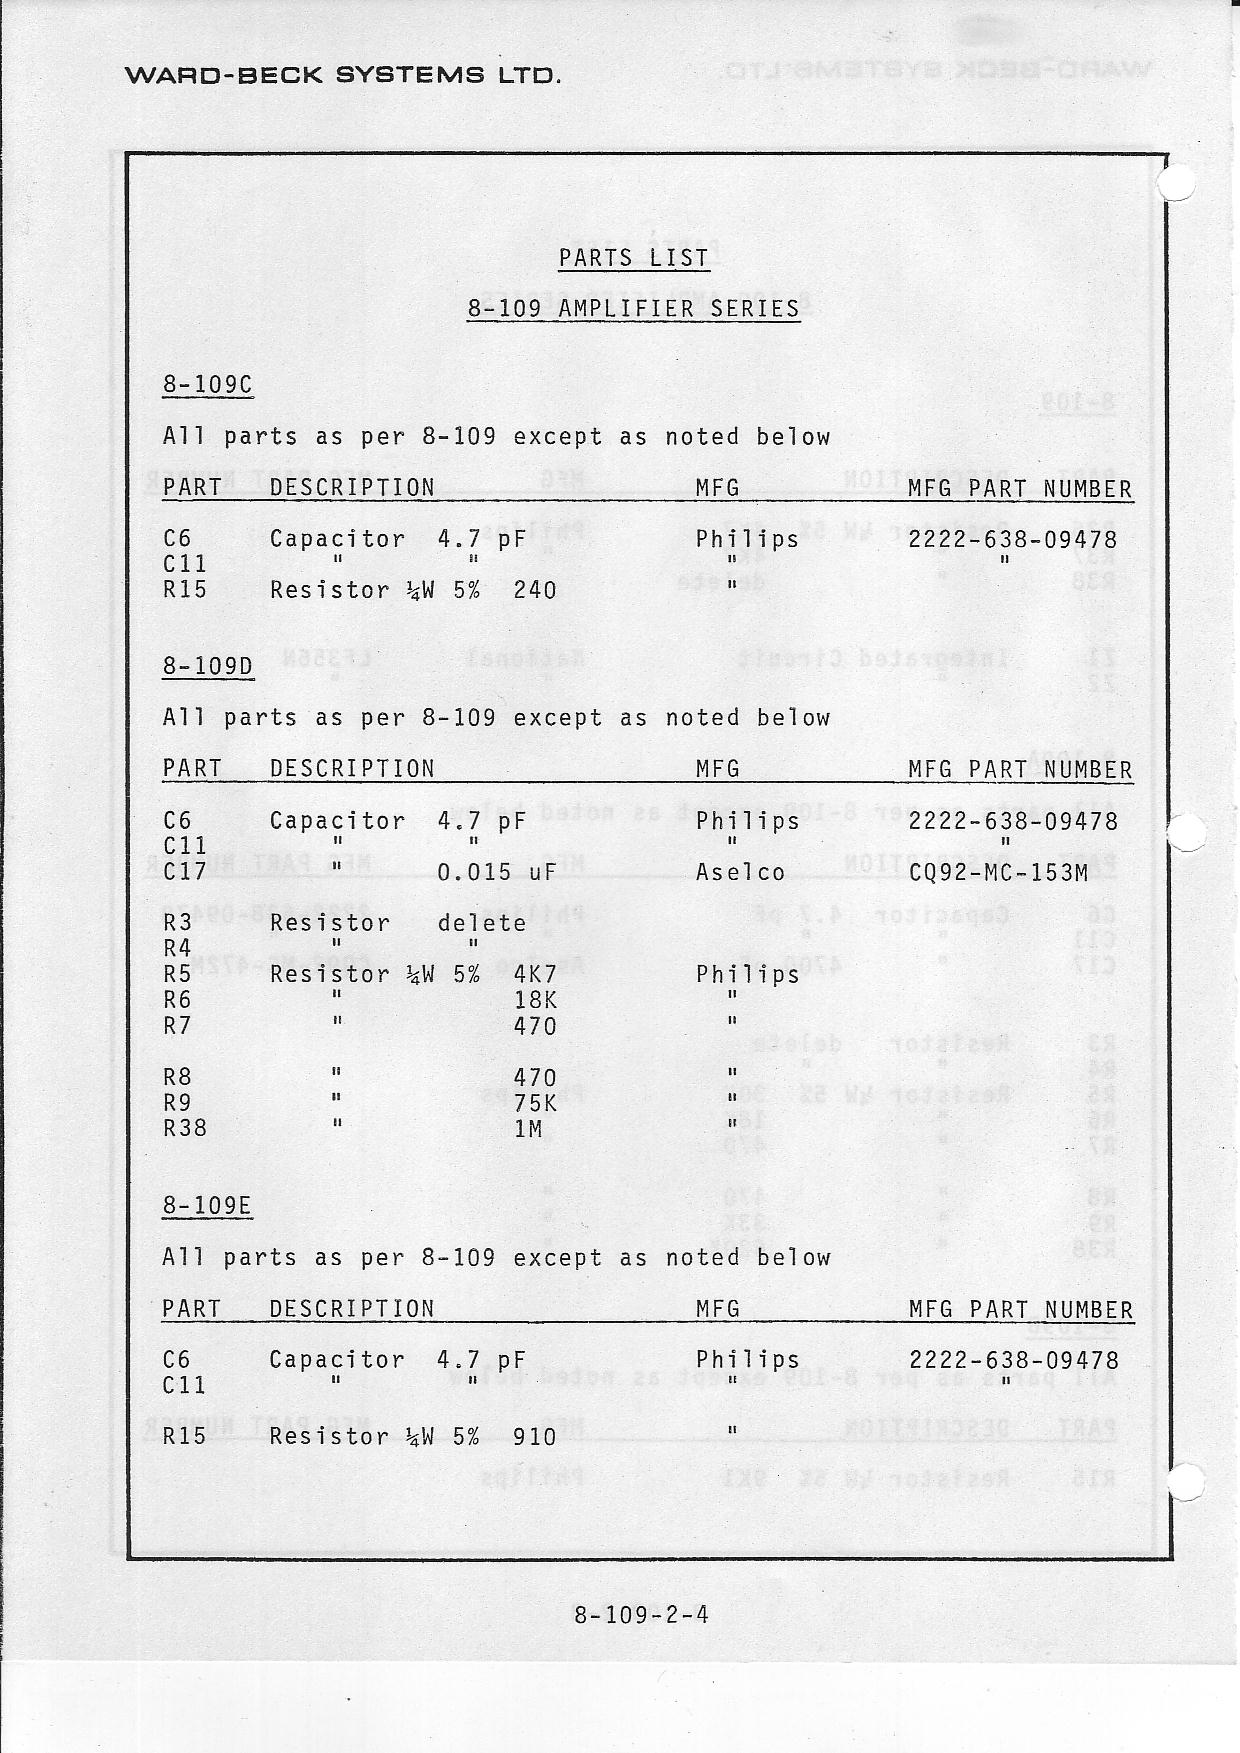 WARD-BECK SYSTEMS LTD.
PARTS LIST
8-109 AMPLIFIER SERIES
8-109C
All parts as per 8-109 except as noted below
PART DESCRIPTION MFG MFG PART NUMBER
C6 Capacitor 4.7 pF Philips 2222-638-09478
C11 " " " "
R15 Resistor ¼W 5% 240 "
8-109D
All parts as per 8-109 except as noted below
PART DESCRIPTION MFG MFG PART NUMBER
C6 Capacitor 4.7 pF Philips 2222-638-09478
C11 " " " "
C17 " 0.015 uF Aselco CQ92-MC-153M
R3 Resistor delete
R4 " "
R5 Resistor ¼W 5% 4K7 Philips
R6 " 18K "
R7 " 470 "
R8 " 470 "
R9 " 75K "
R38 " 1M "
8-109E
All parts as per 8-109 except as noted below
PART DESCRIPTION MFG MFG PART NUMBER
C6 Capacitor 4.7 pF Philips 2222-638-09478
C11 " " " "
R15 Resistor ¼W 5% 910 "
8-109-2-4